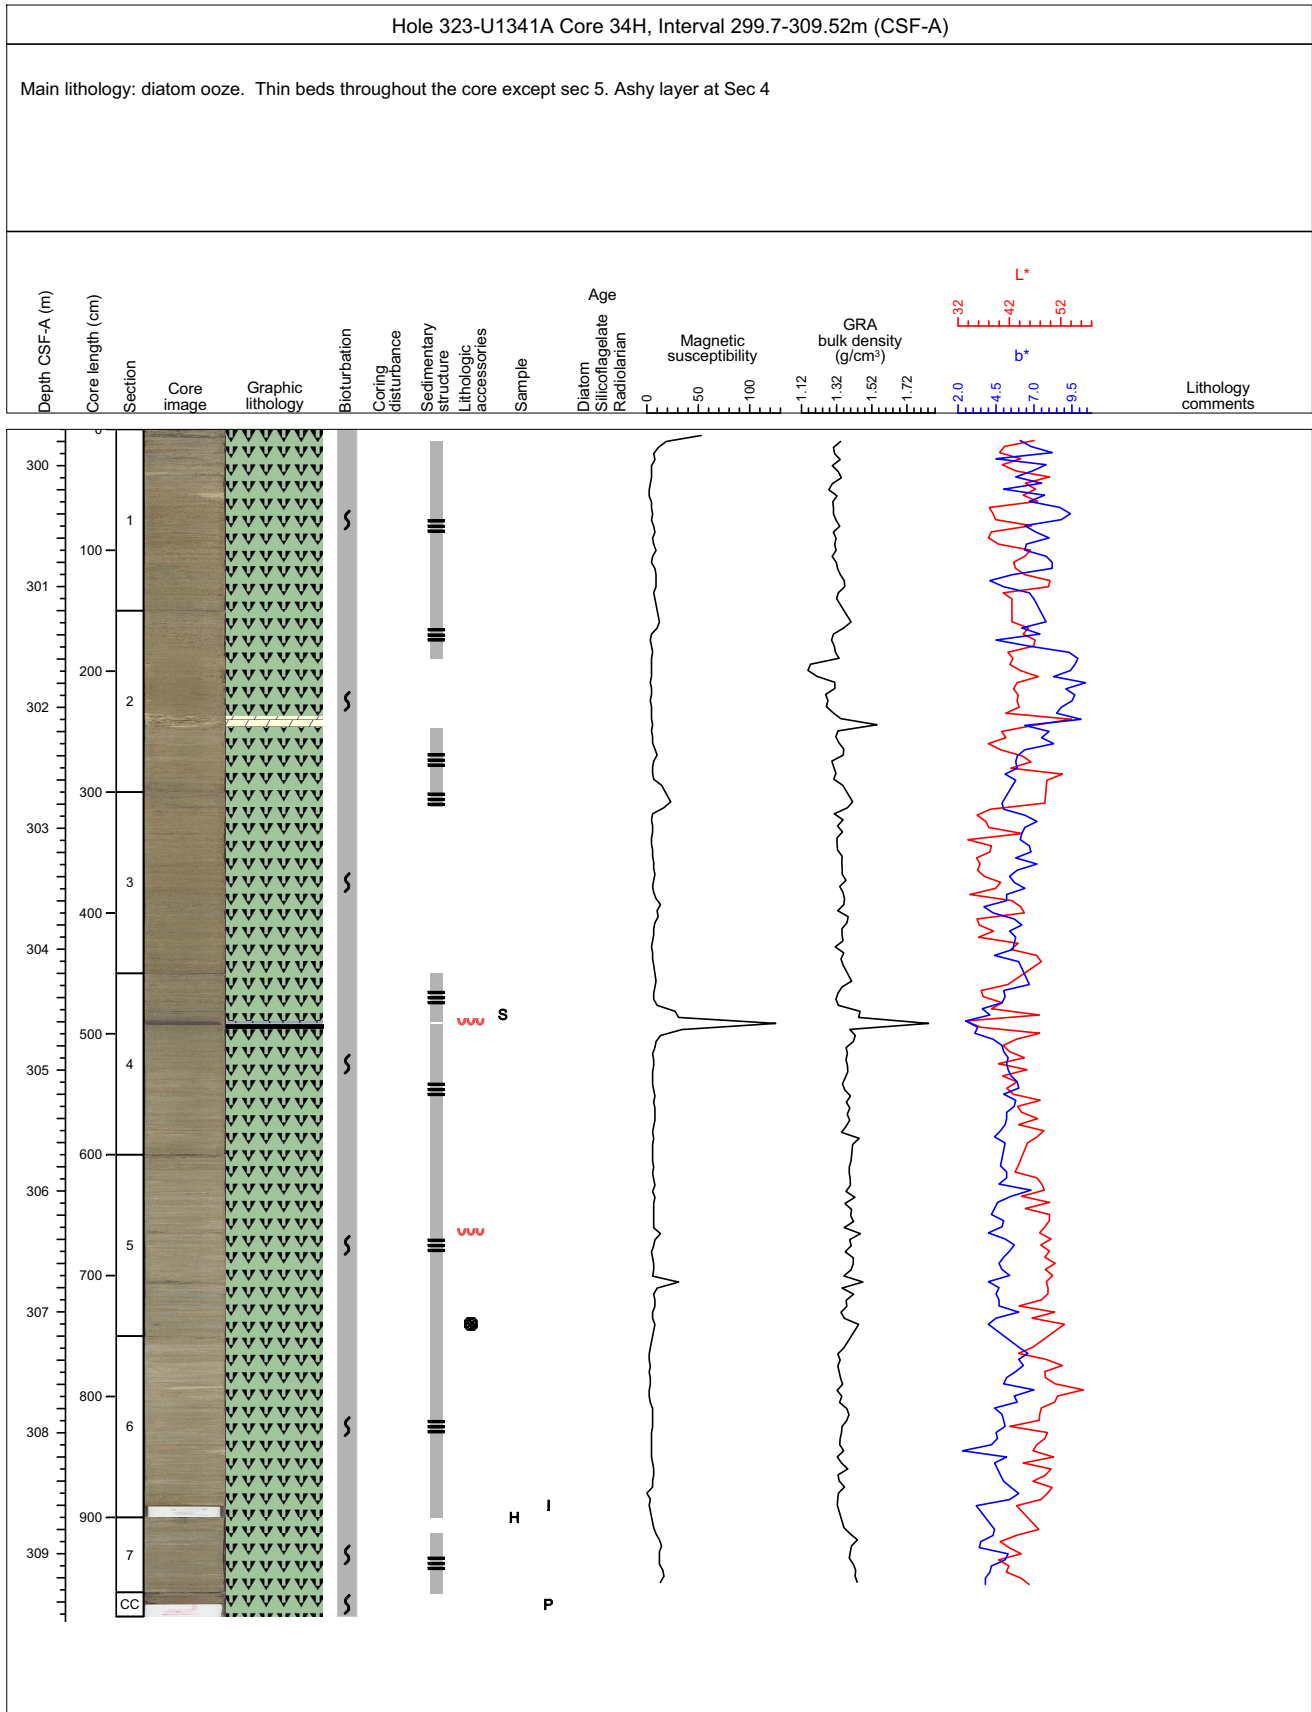 Hole 323-U1341A Core 34H, Interval 299.7-309.52m (CSF-A)
Main lithology: diatom ooze.  Thin beds throughout the core except sec 5. Ashy layer at Sec 4
Depth CSF-A (m)
Core length (cm)
Section
Core
image
Graphic
lithology
Bioturbation
Coring
disturbance
Sedimentary
structure
Lithologic
accessories
Sample
Age
Diatom
Silicoflagelate
Radiolarian
Magnetic
susceptibility
0
50
100
GRA
bulk density
(g/cm³)
1.12
1.32
1.52
1.72
L*
32
42
52
b*
2.0
4.5
7.0
9.5
Lithology
comments
0
300
1
100
301
200
2
302
300
303
3
400
304
S
500
4
305
600
306
5
700
307
800
6
308
I
900
H
309
7
CC
P